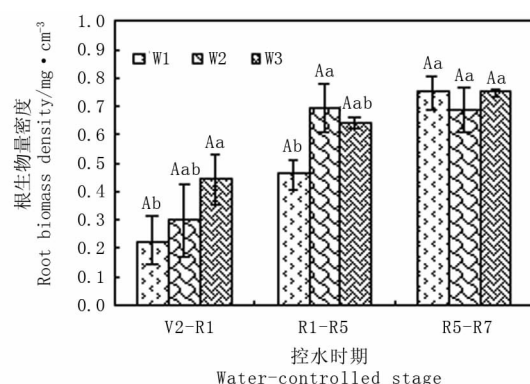 根生物量密度
Root biomass density/mg·cm⁻³
1.0
0.9
0.8
0.7
0.6
0.5
0.4
0.3
0.2
0.1
0.0
W1 W2 W3
Ab Aab Aa
Ab Aa Aab
Aa Aa Aa
V2-R1 R1-R5 R5-R7
控水时期
Water-controlled stage